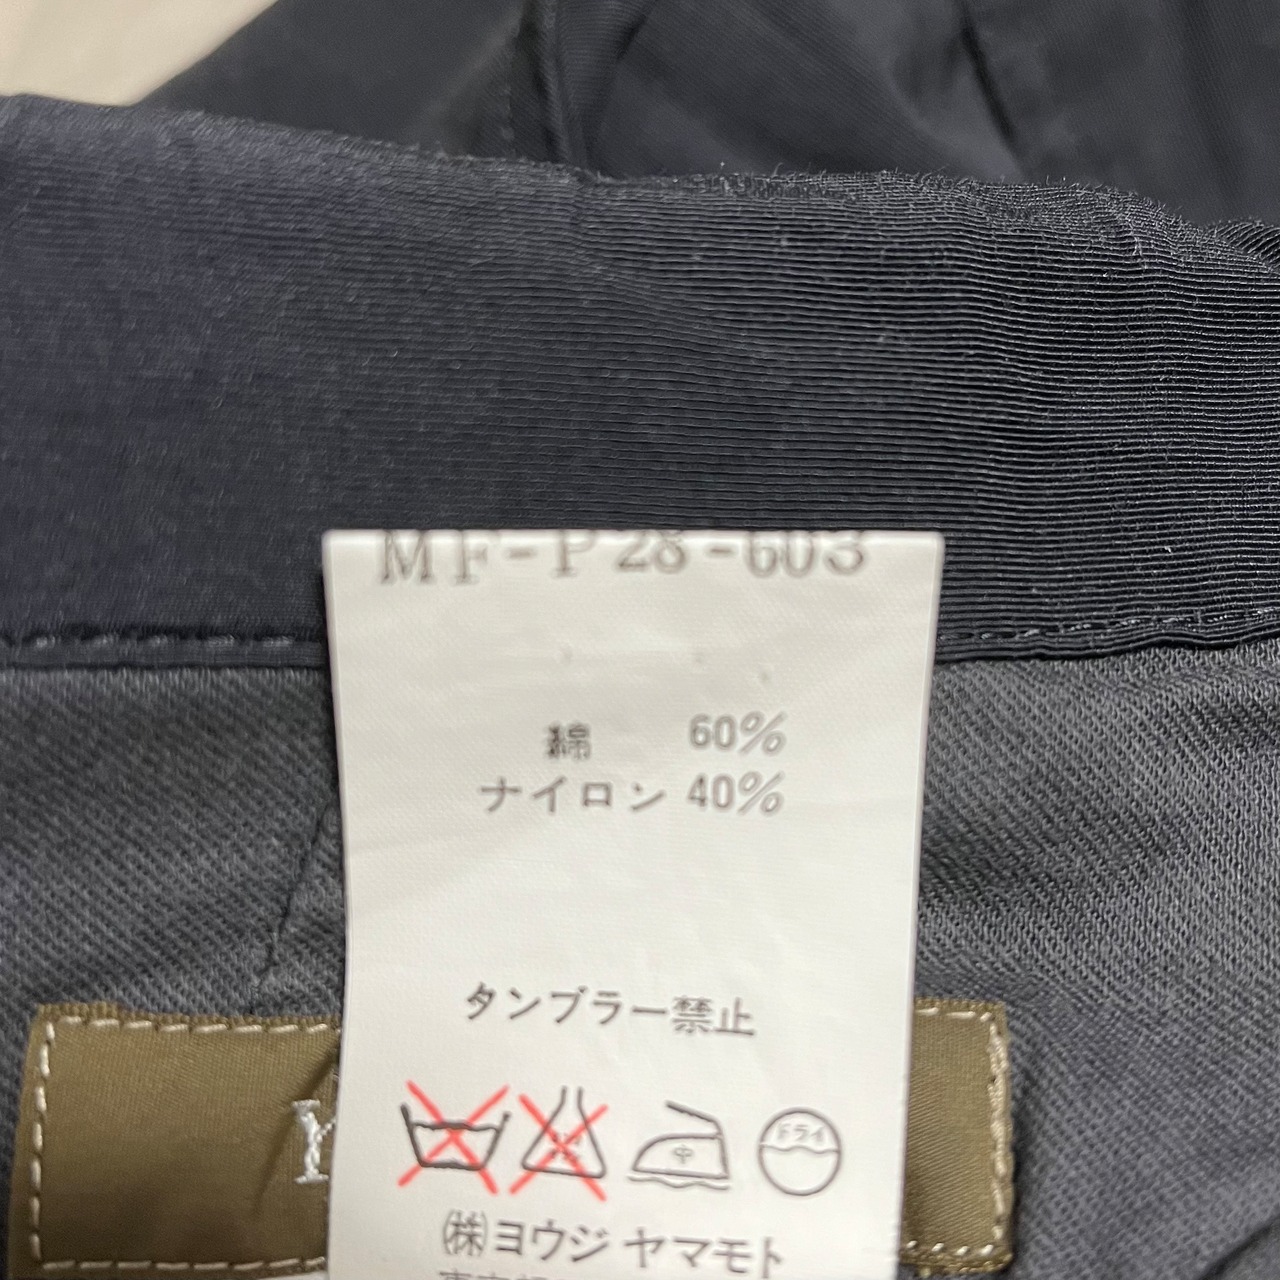 MF-P28-603
綿 60%
ナイロン 40%
タンブラー禁止
中 ドライ
㈱ヨウジ ヤマモト
Y